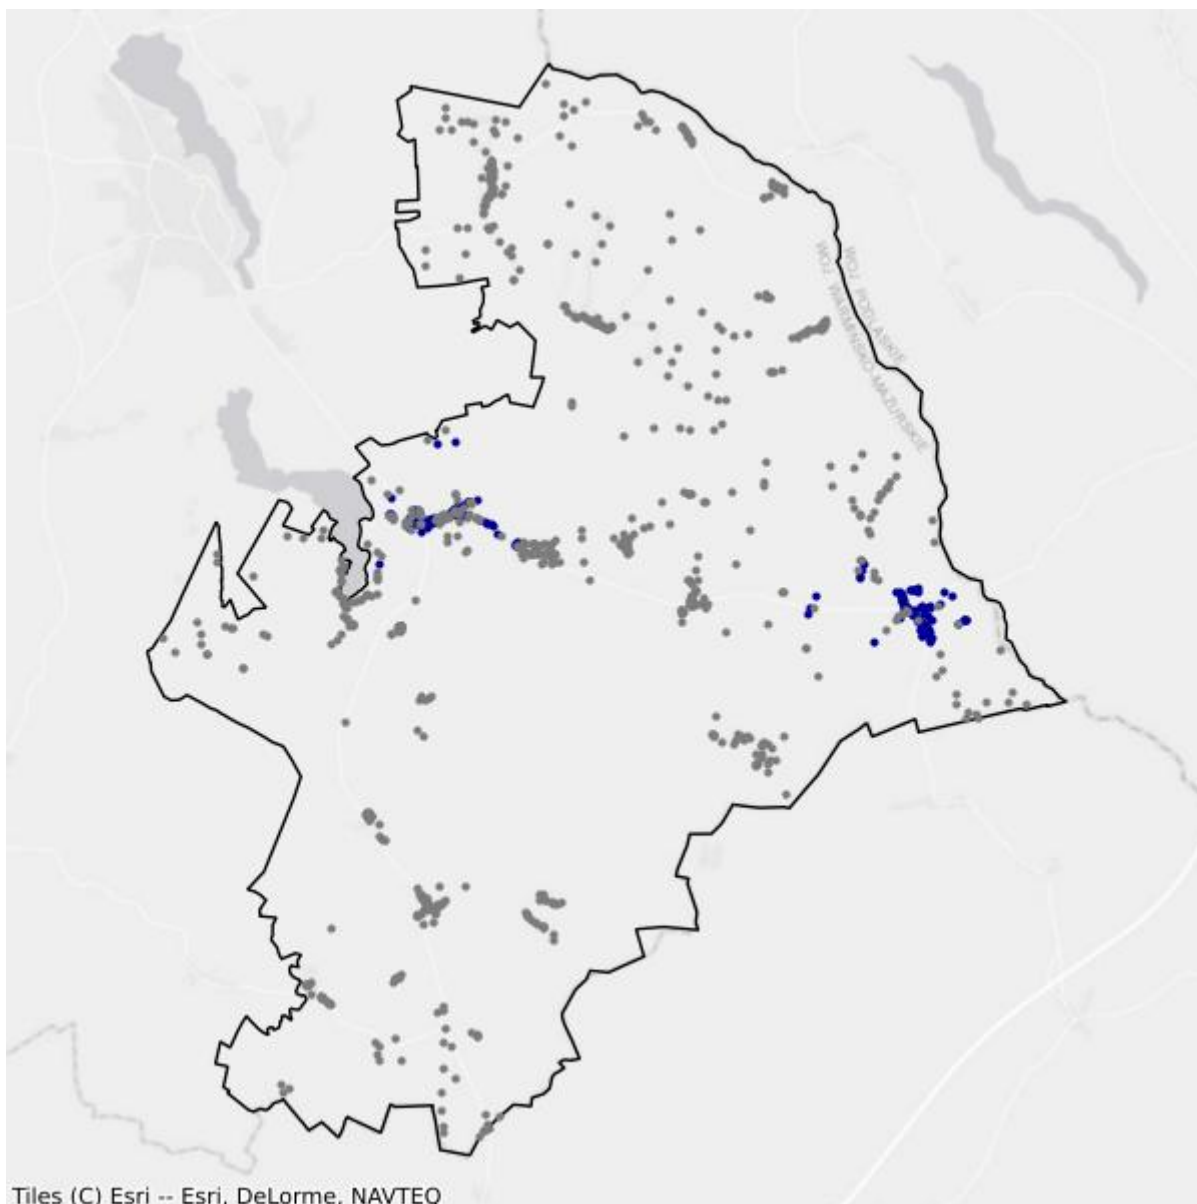 WOJ. PODLASKIE
WOJ. WARMIŃSKO-MAZURSKIE
Tiles (C) Esri -- Esri, DeLorme, NAVTEQ